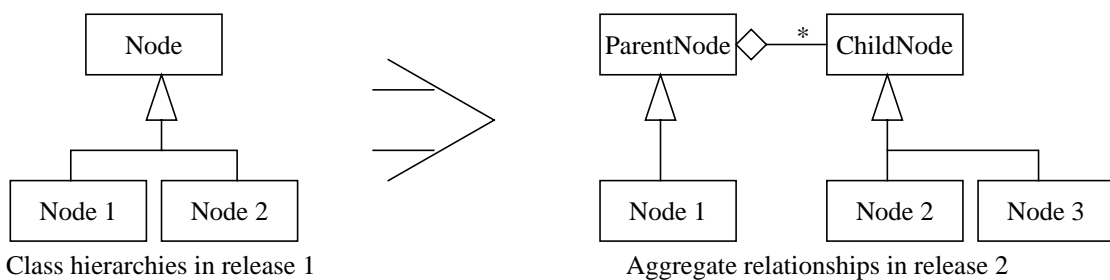 Node
ParentNode
*
ChildNode
Node 1
Node 2
Node 1
Node 2
Node 3
Class hierarchies in release 1
Aggregate relationships in release 2